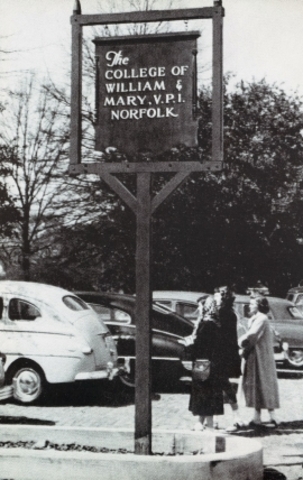 The
COLLEGE OF
WILLIAM &
MARY. V.P.I.
NORFOLK